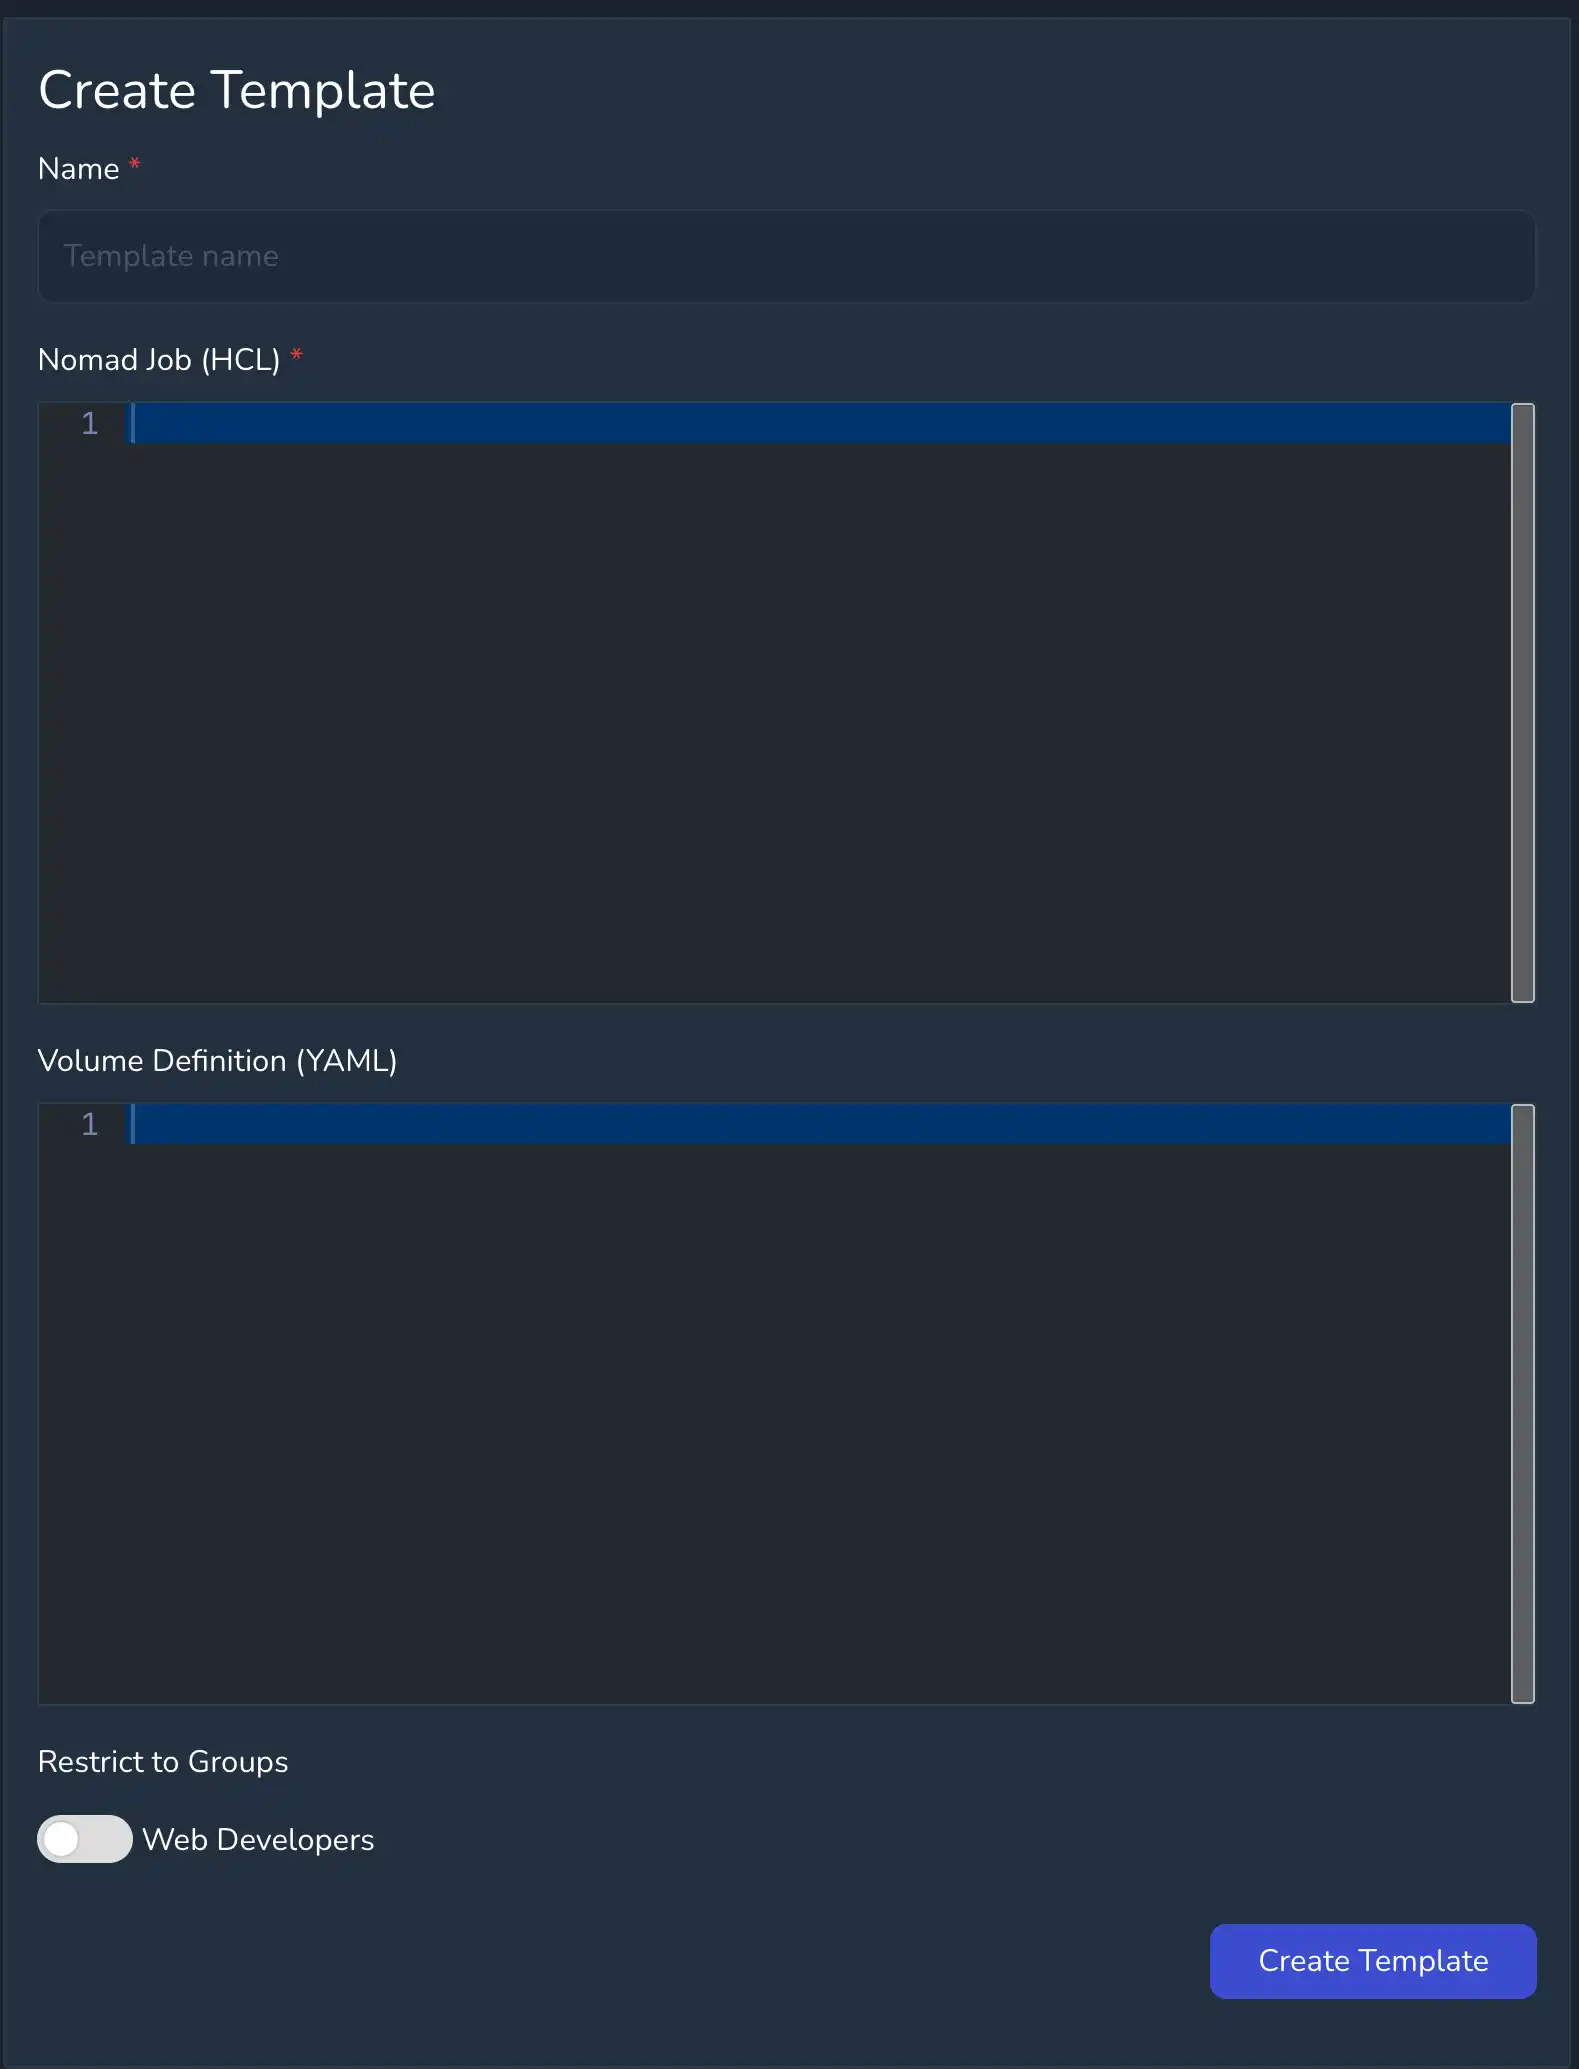 Create Template
Name *
Template name
Nomad Job (HCL) *
1
Volume Definition (YAML)
1
Restrict to Groups
Web Developers
Create Template